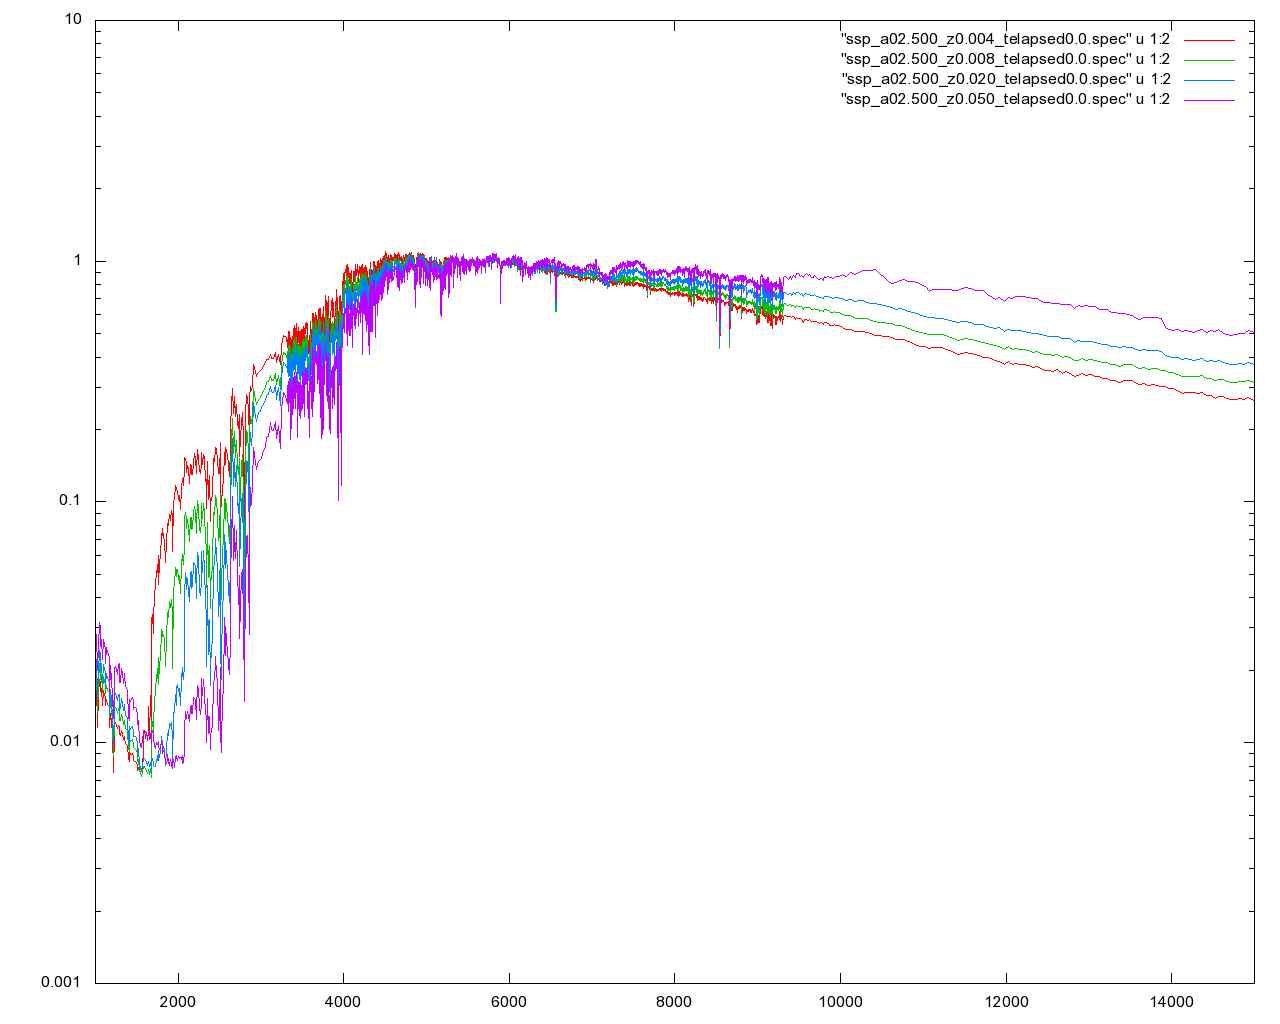 10
"ssp_a02.500_z0.004_telapsed0.0.spec" u 1:2
"ssp_a02.500_z0.008_telapsed0.0.spec" u 1:2
"ssp_a02.500_z0.020_telapsed0.0.spec" u 1:2
"ssp_a02.500_z0.050_telapsed0.0.spec" u 1:2
1
0.1
0.01
0.001
2000 4000 6000 8000 10000 12000 14000